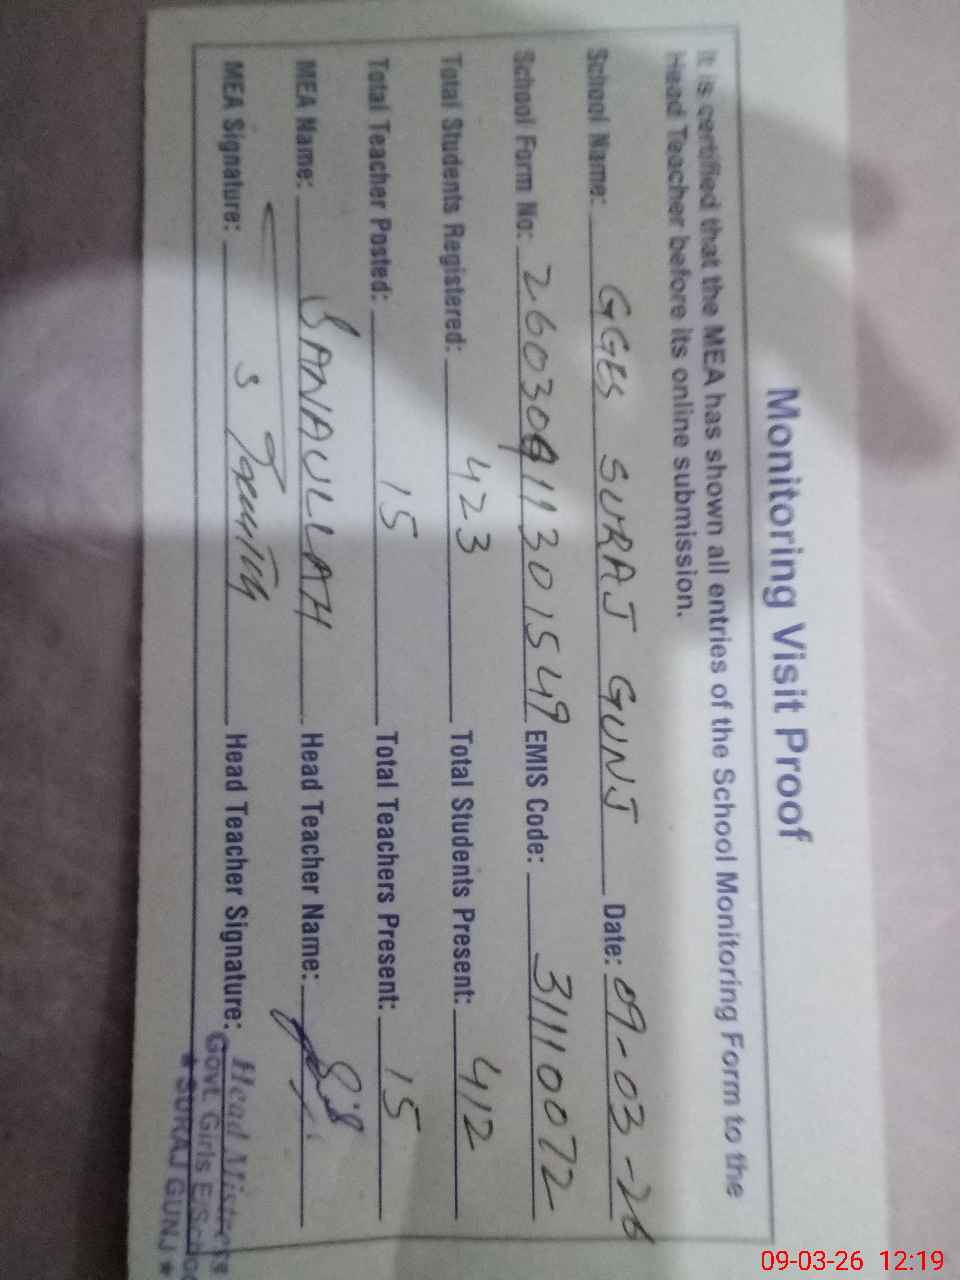 Monitoring Visit Proof
It is certified that the MEA has shown all entries of the School Monitoring Form to the
Head Teacher before its online submission.
School Name: GGES SURAJ GUNJ Date: 09-03-26
School Form No: 26030911301549 EMIS Code: 31110072
Total Students Registered: 423 Total Students Present: 412
Total Teacher Posted: 15 Total Teachers Present: 15
MEA Name: SANAULLAH Head Teacher Name:
MEA Signature: Head Teacher Signature:
Head Mistress
Govt. Girls E/School
★ SURAJ GUNJ ★
09-03-26 12:19